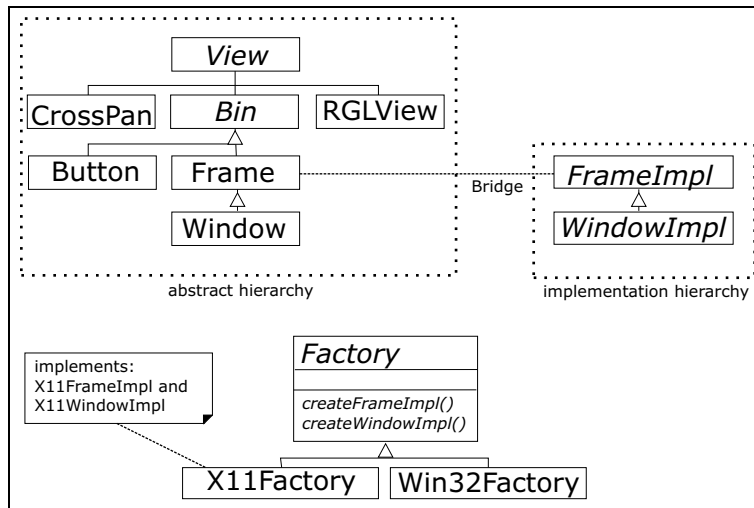 View
CrossPan
Bin
RGLView
Button
Frame
Bridge
FrameImpl
Window
WindowImpl
abstract hierarchy
implementation hierarchy
Factory
createFrameImpl()
createWindowImpl()
implements:
X11FrameImpl and
X11WindowImpl
X11Factory
Win32Factory